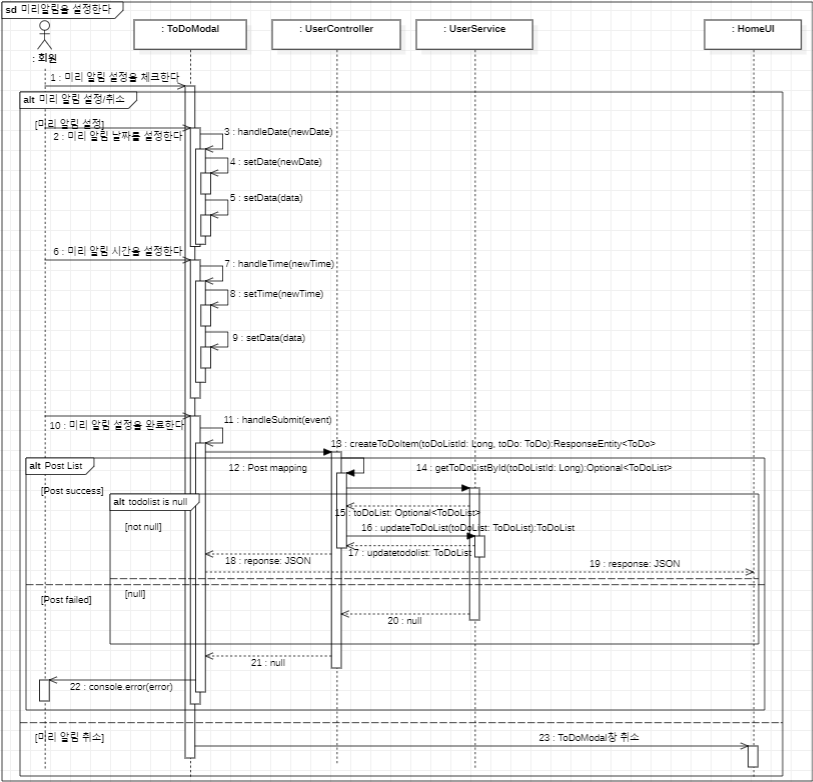 sd 미리알림을 설정한다
: 회원
: ToDoModal
: UserController
: UserService
: HomeUI
1 : 미리 알림 설정을 체크한다
alt 미리 알림 설정/취소
[미리 알림 설정]
2 : 미리 알림 날짜를 설정한다
3 : handleDate(newDate)
4 : setDate(newDate)
5 : setData(data)
6 : 미리 알림 시간을 설정한다
7 : handleTime(newTime)
8 : setTime(newTime)
9 : setData(data)
10 : 미리 알림 설정을 완료한다
11 : handleSubmit(event)
13 : createToDoItem(toDoListId: Long, toDo: ToDo):ResponseEntity<ToDo>
alt Post List
12 : Post mapping
14 : getToDoListById(toDoListId: Long):Optional<ToDoList>
[Post success]
alt todolist is null
15 : toDoList: Optional<ToDoList>
[not null]
16 : updateToDoList(toDoList: ToDoList):ToDoList
17 : updatetodolist: ToDoList
18 : reponse: JSON
19 : response: JSON
[Post failed]
[null]
20 : null
21 : null
22 : console.error(error)
[미리 알림 취소]
23 : ToDoModal창 취소